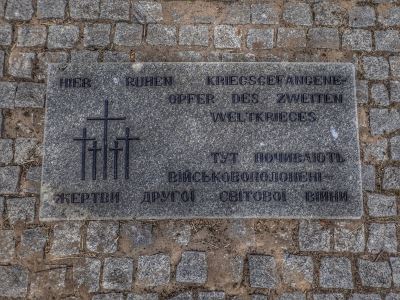 HIER RUHEN KRIEGSGEFANGENE-
OPFER DES ZWEITEN
WELTKRIEGES
ТУТ ПОЧИВАЮТЬ
ВІЙСЬКОВОПОЛОНЕНІ-
ЖЕРТВИ ДРУГОЇ СВІТОВОЇ ВІЙНИ